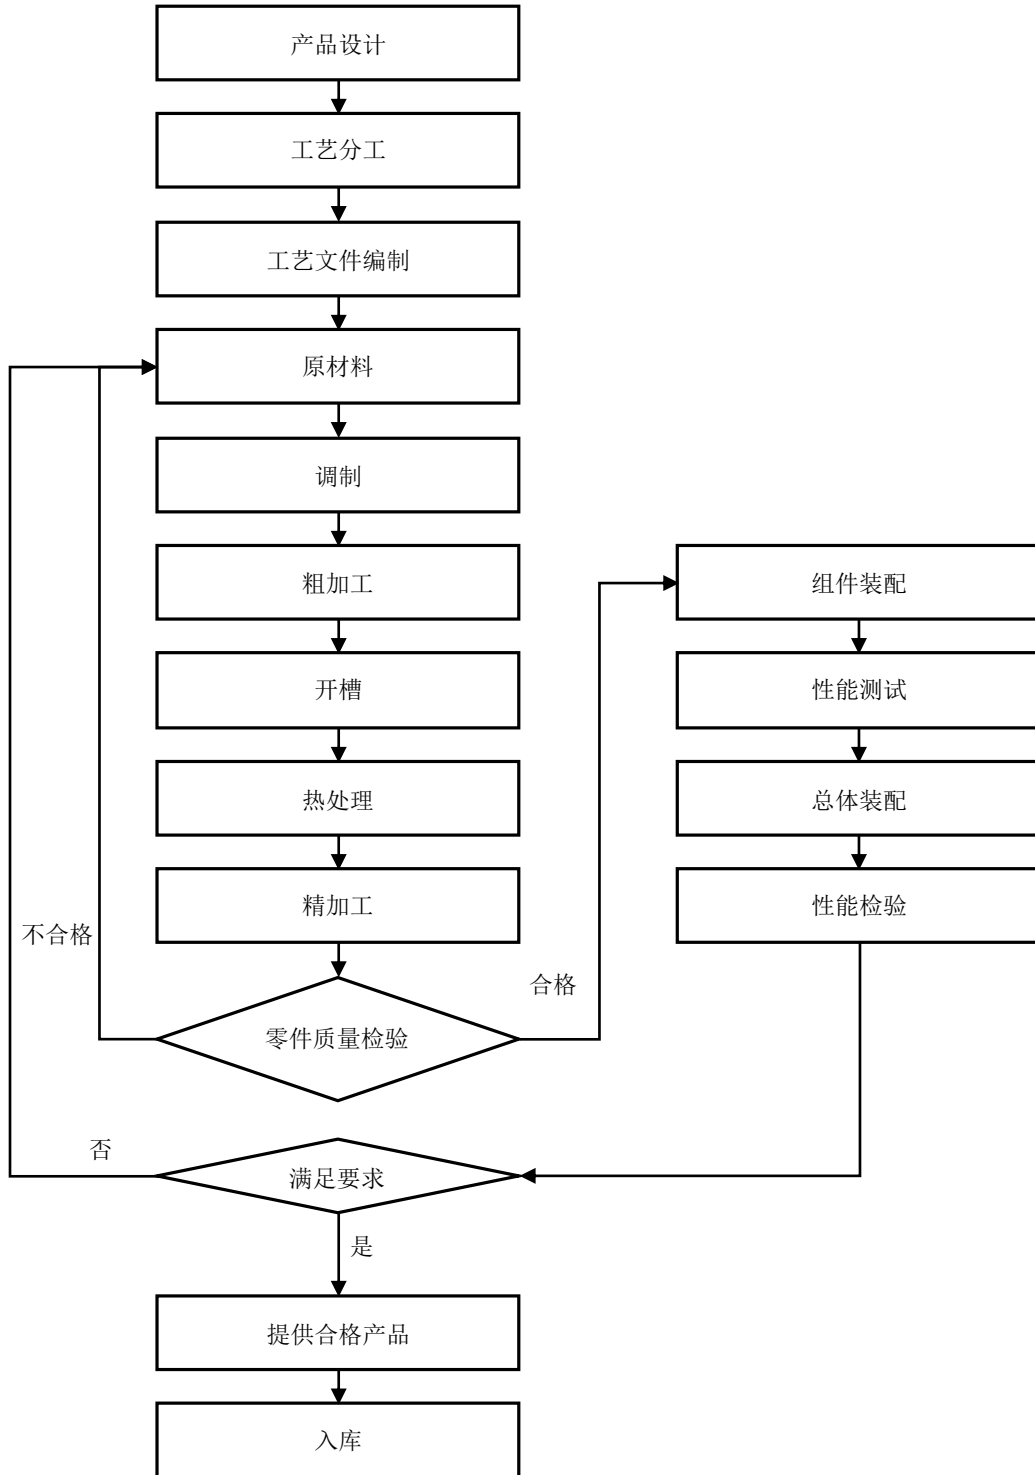 产品设计
工艺分工
工艺文件编制
原材料
调制
粗加工
开槽
热处理
精加工
不合格
零件质量检验
合格
组件装配
性能测试
总体装配
性能检验
否
满足要求
是
提供合格产品
入库